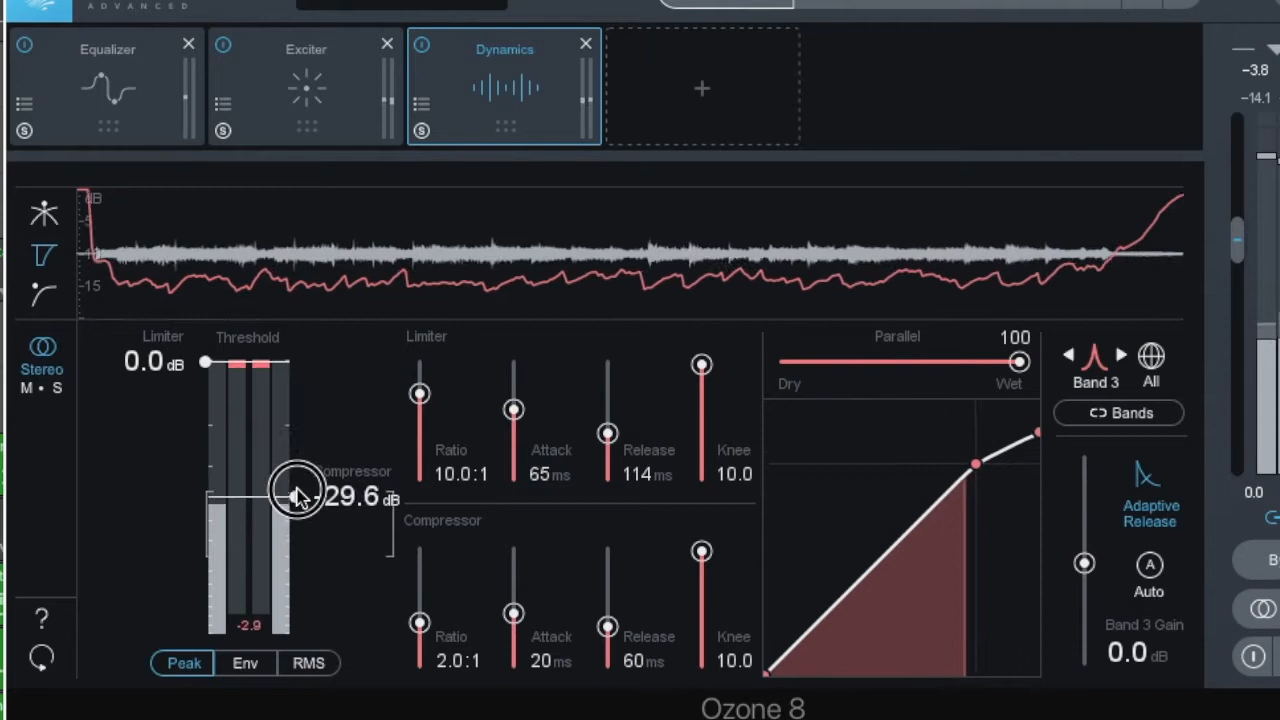 ADVANCED
Equalizer
Exciter
Dynamics
S
S
S
+
-3.8
-14.1
dB
-15
Limiter
0.0 dB
Threshold
Limiter
Ratio
10.0:1
Attack
65 ms
Release
114 ms
Knee
10.0
Parallel
100
Dry
Wet
Band 3
All
Bands
Stereo
M • S
Compressor
-29.6 dB
Compressor
Ratio
2.0:1
Attack
20 ms
Release
60 ms
Knee
10.0
Adaptive
Release
A
Auto
Band 3 Gain
0.0 dB
0.0
-2.9
?
Peak
Env
RMS
Ozone 8